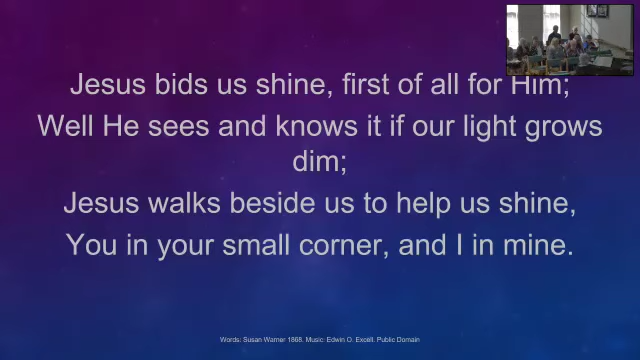 Jesus bids us shine, first of all for Him;
Well He sees and knows it if our light grows
dim;
Jesus walks beside us to help us shine,
You in your small corner, and I in mine.
Words: Susan Warner 1868. Music: Edwin O. Excell. Public Domain